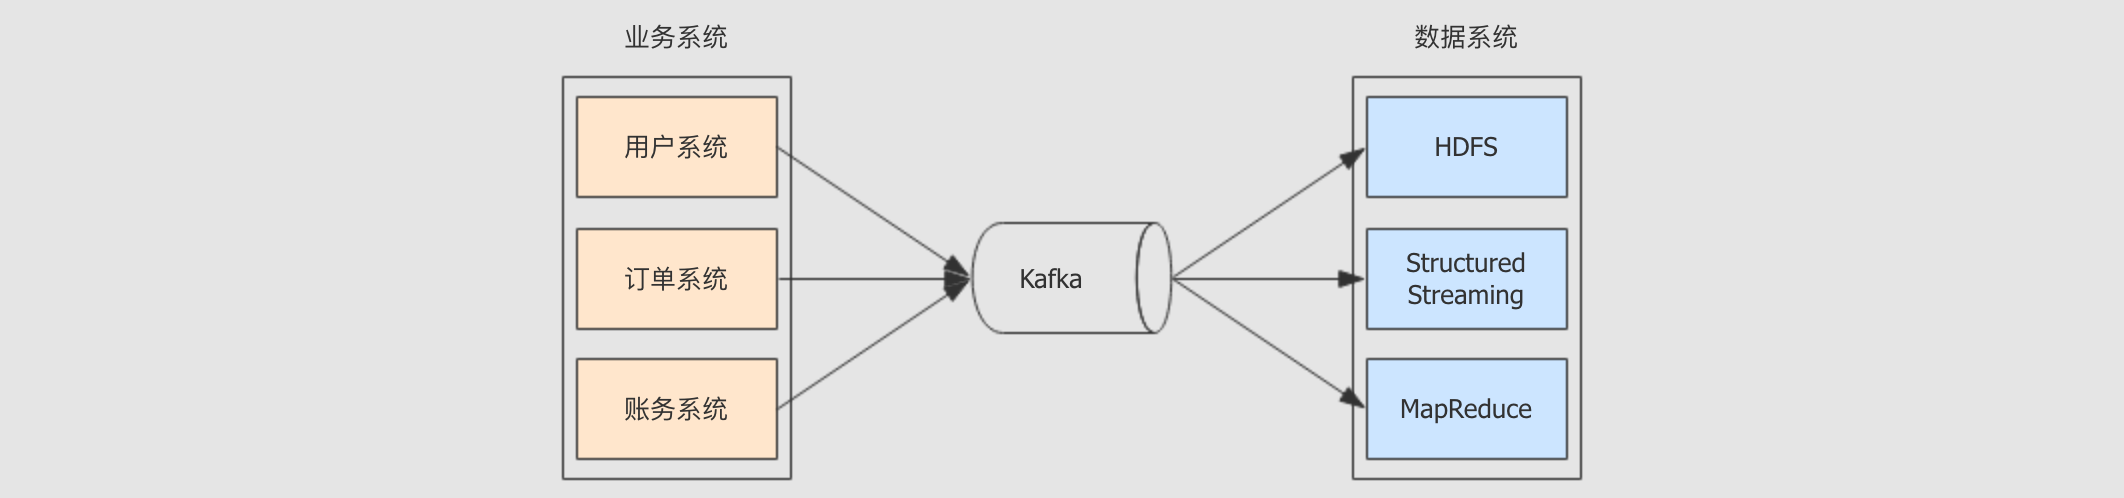 业务系统
用户系统
订单系统
账务系统
Kafka
数据系统
HDFS
Structured
Streaming
MapReduce